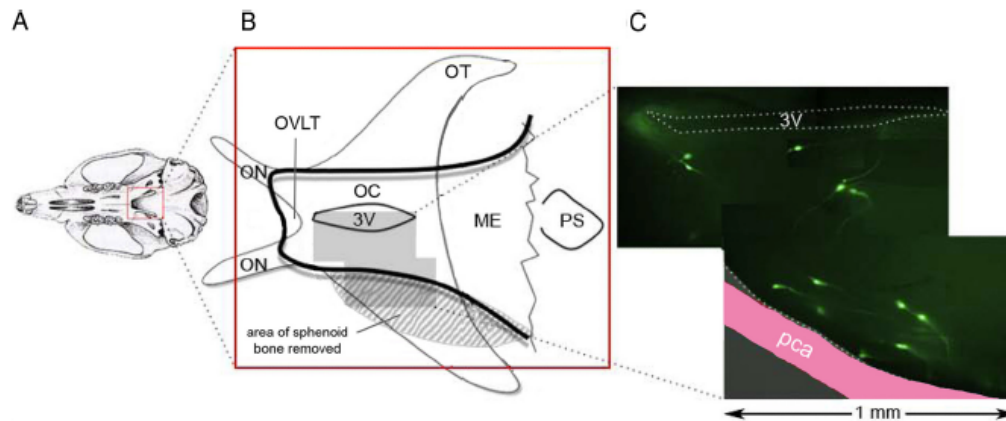 A
B
C
OT
OVLT
ON
OC
3V
ME
PS
ON
area of sphenoid
bone removed
3V
pca
1 mm